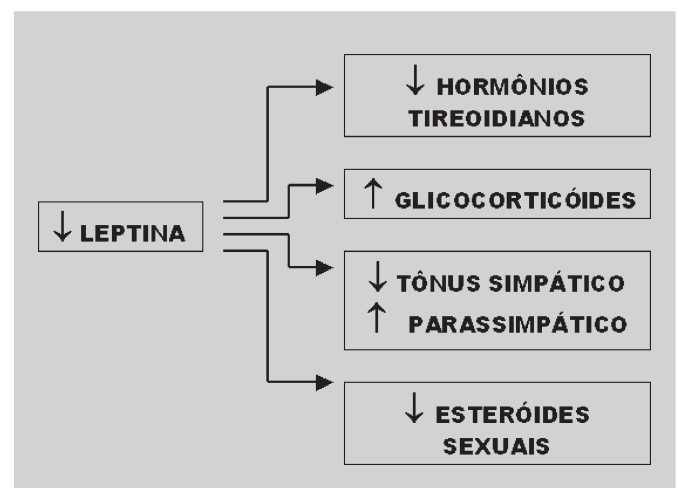 ↓ HORMÔNIOS
TIREOIDIANOS
↑ GLICOCORTICÓIDES
↓ LEPTINA
↓ TÔNUS SIMPÁTICO
↑ PARASSIMPÁTICO
↓ ESTERÓIDES
SEXUAIS